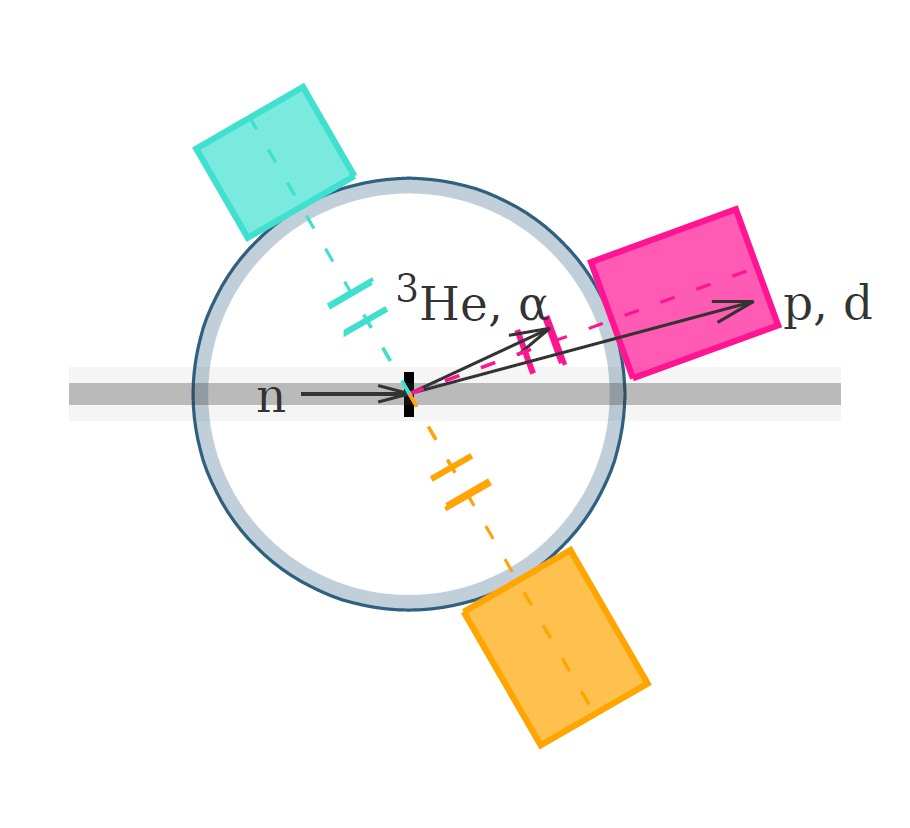 ³He, α
p, d
n